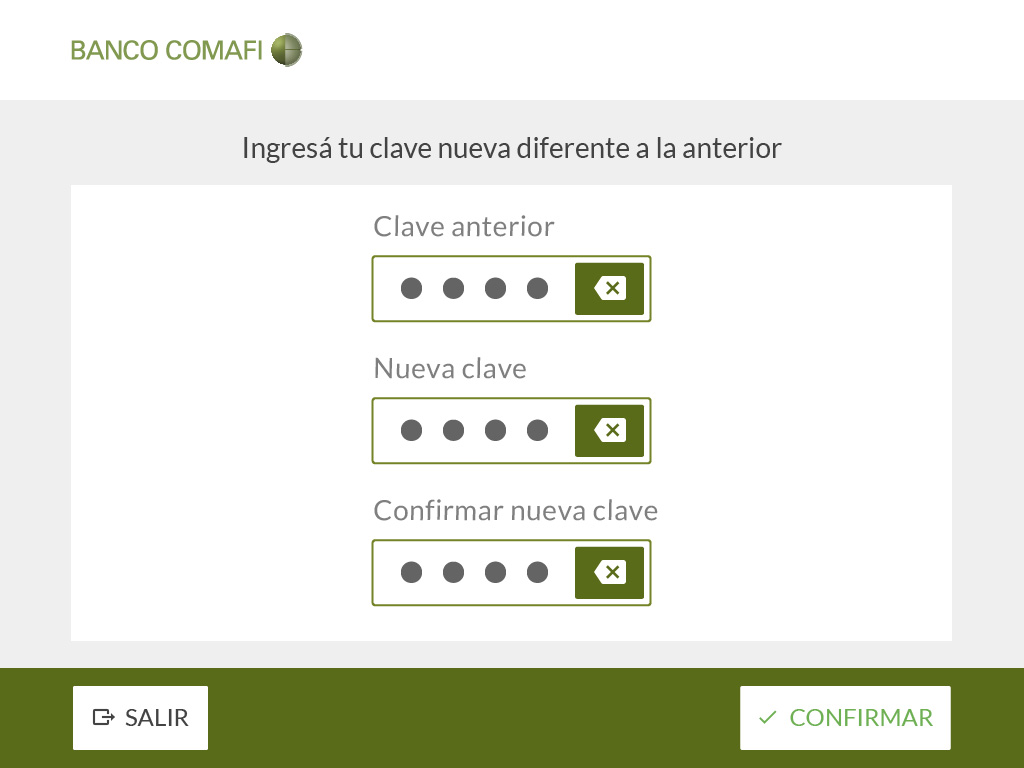 BANCO COMAFI
Ingresá tu clave nueva diferente a la anterior
Clave anterior
Nueva clave
Confirmar nueva clave
SALIR
CONFIRMAR